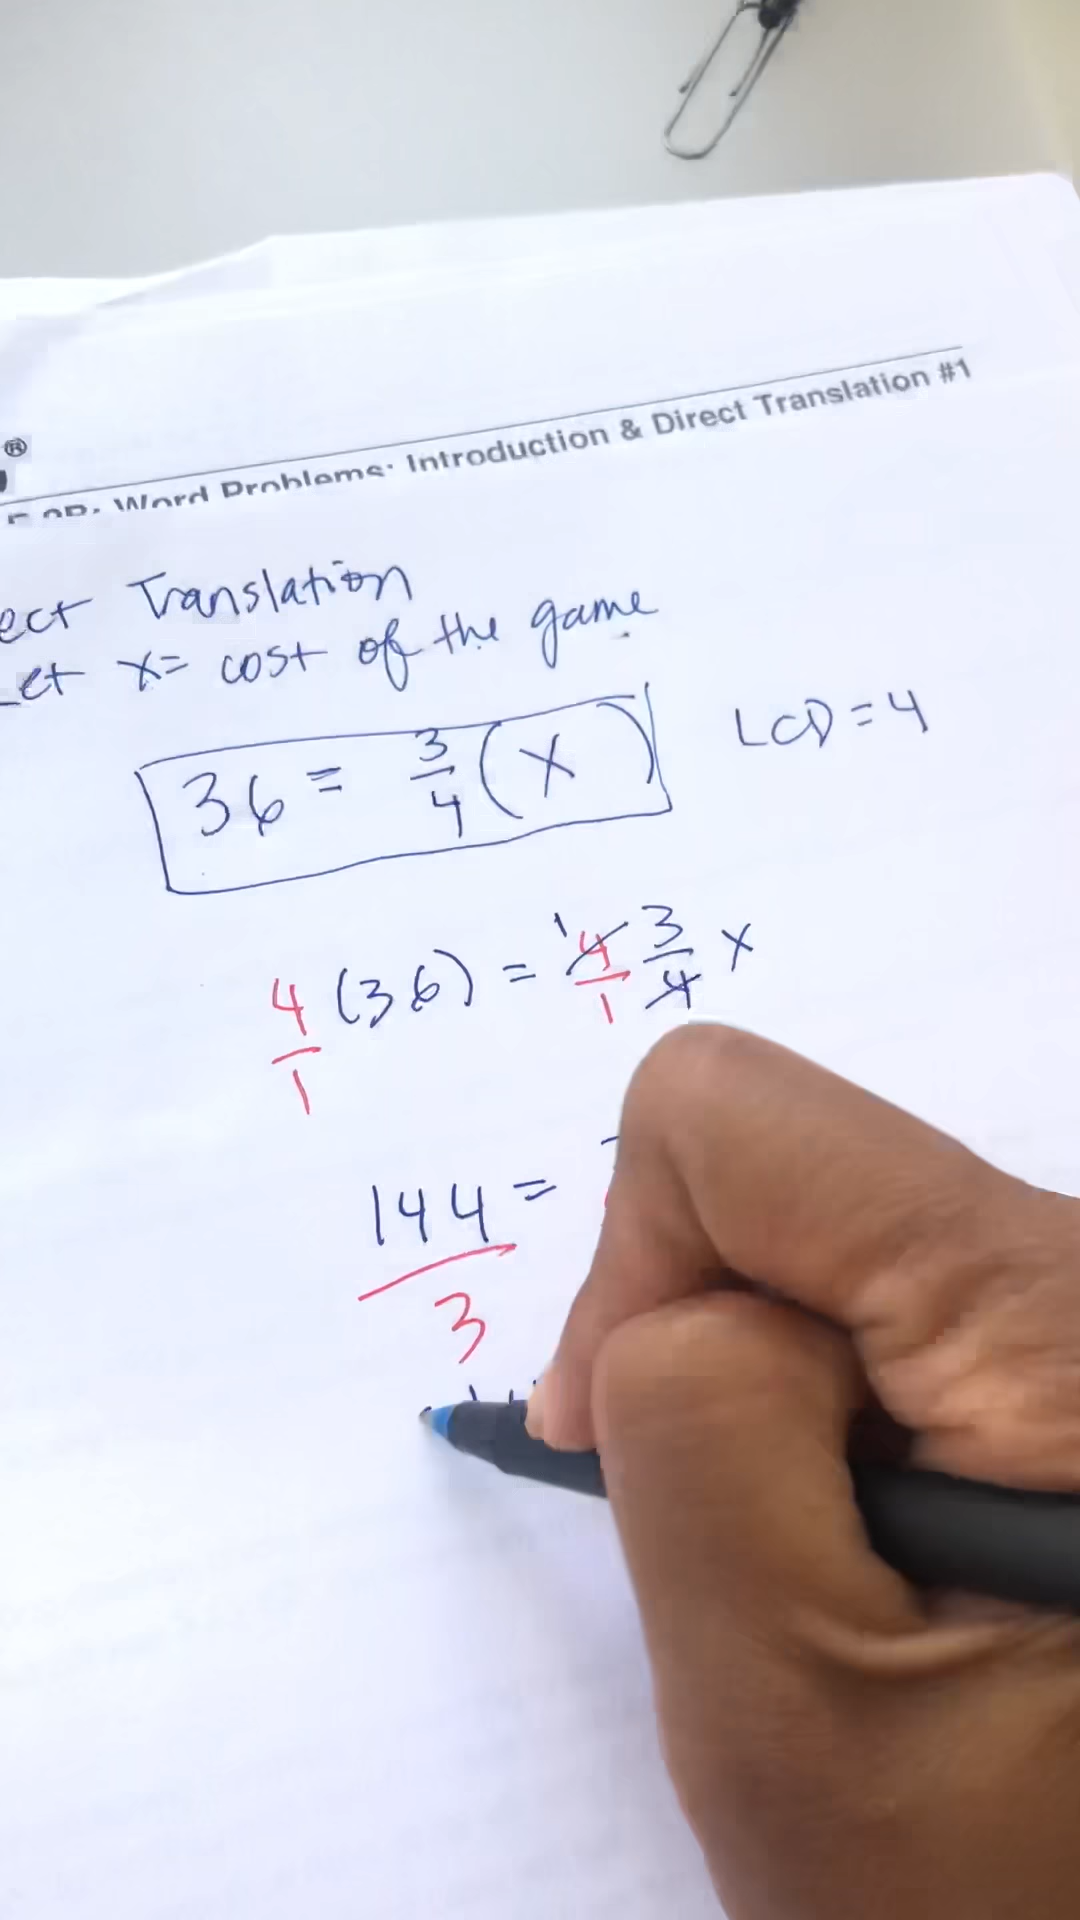 ®
Word Problems: Introduction & Direct Translation #1
Translation
x= cost of the game
36 = 3/4 (x) LCD = 4
4/1 (36) = 1 4/1 3/4 x
144 =
3